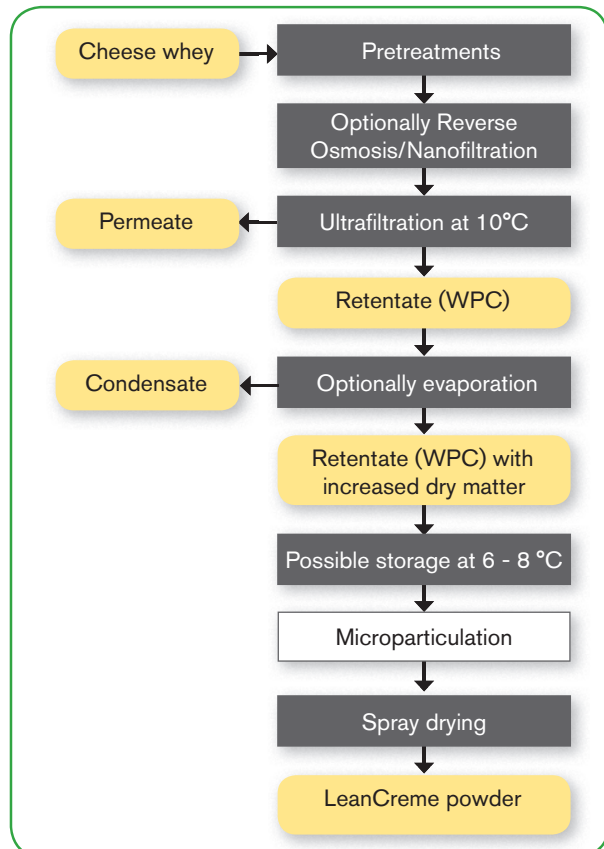 Cheese whey
Pretreatments
Optionally Reverse
Osmosis/Nanofiltration
Permeate
Ultrafiltration at 10°C
Retentate (WPC)
Condensate
Optionally evaporation
Retentate (WPC) with
increased dry matter
Possible storage at 6 - 8 °C
Microparticulation
Spray drying
LeanCreme powder